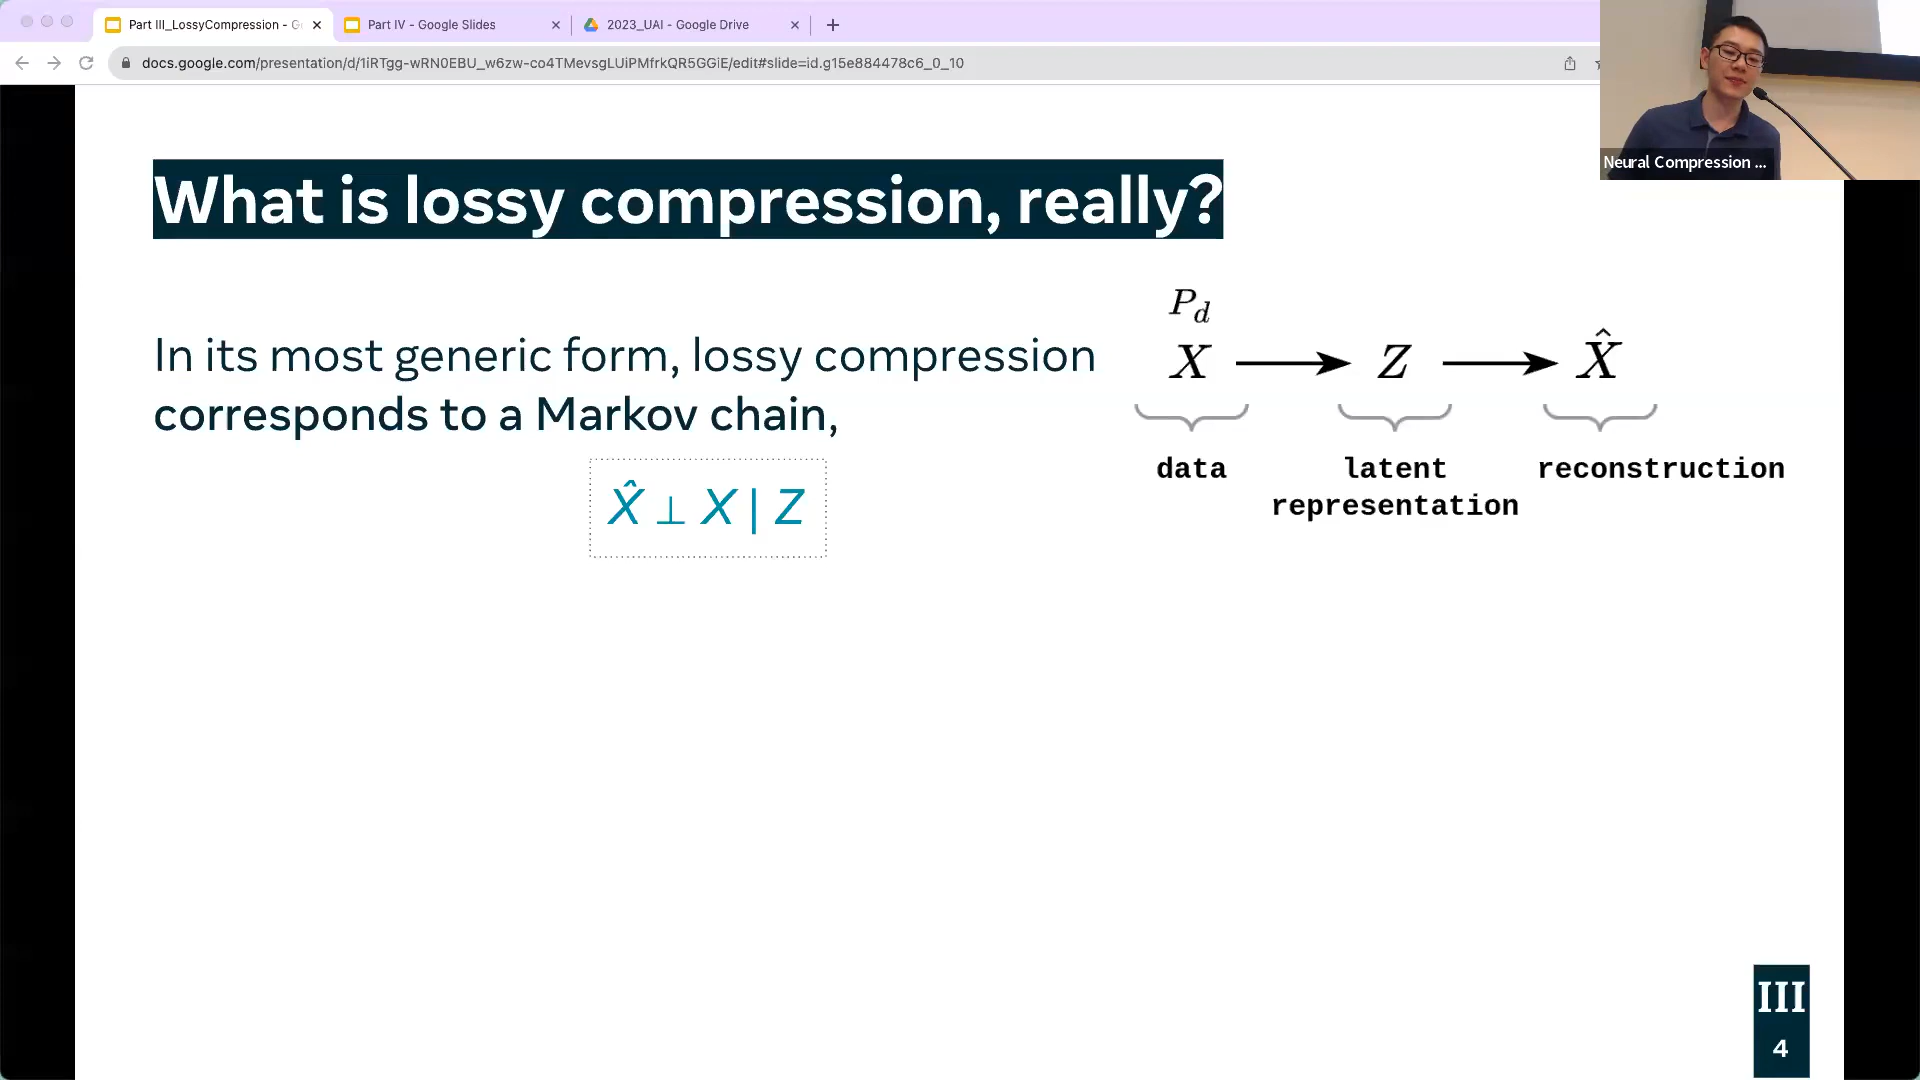 Part III_LossyCompression - G
Part IV - Google Slides
2023_UAI - Google Drive
docs.google.com/presentation/d/1iRTgg-wRN0EBU_w6zw-co4TMevsgLUiPMfrkQR5GGiE/edit#slide=id.g15e884478c6_0_10
Neural Compression ...
What is lossy compression, really?
In its most generic form, lossy compression
corresponds to a Markov chain,
X̂ ⊥ X | Z
P_d
X → Z → X̂
data latent reconstruction
representation
III
4